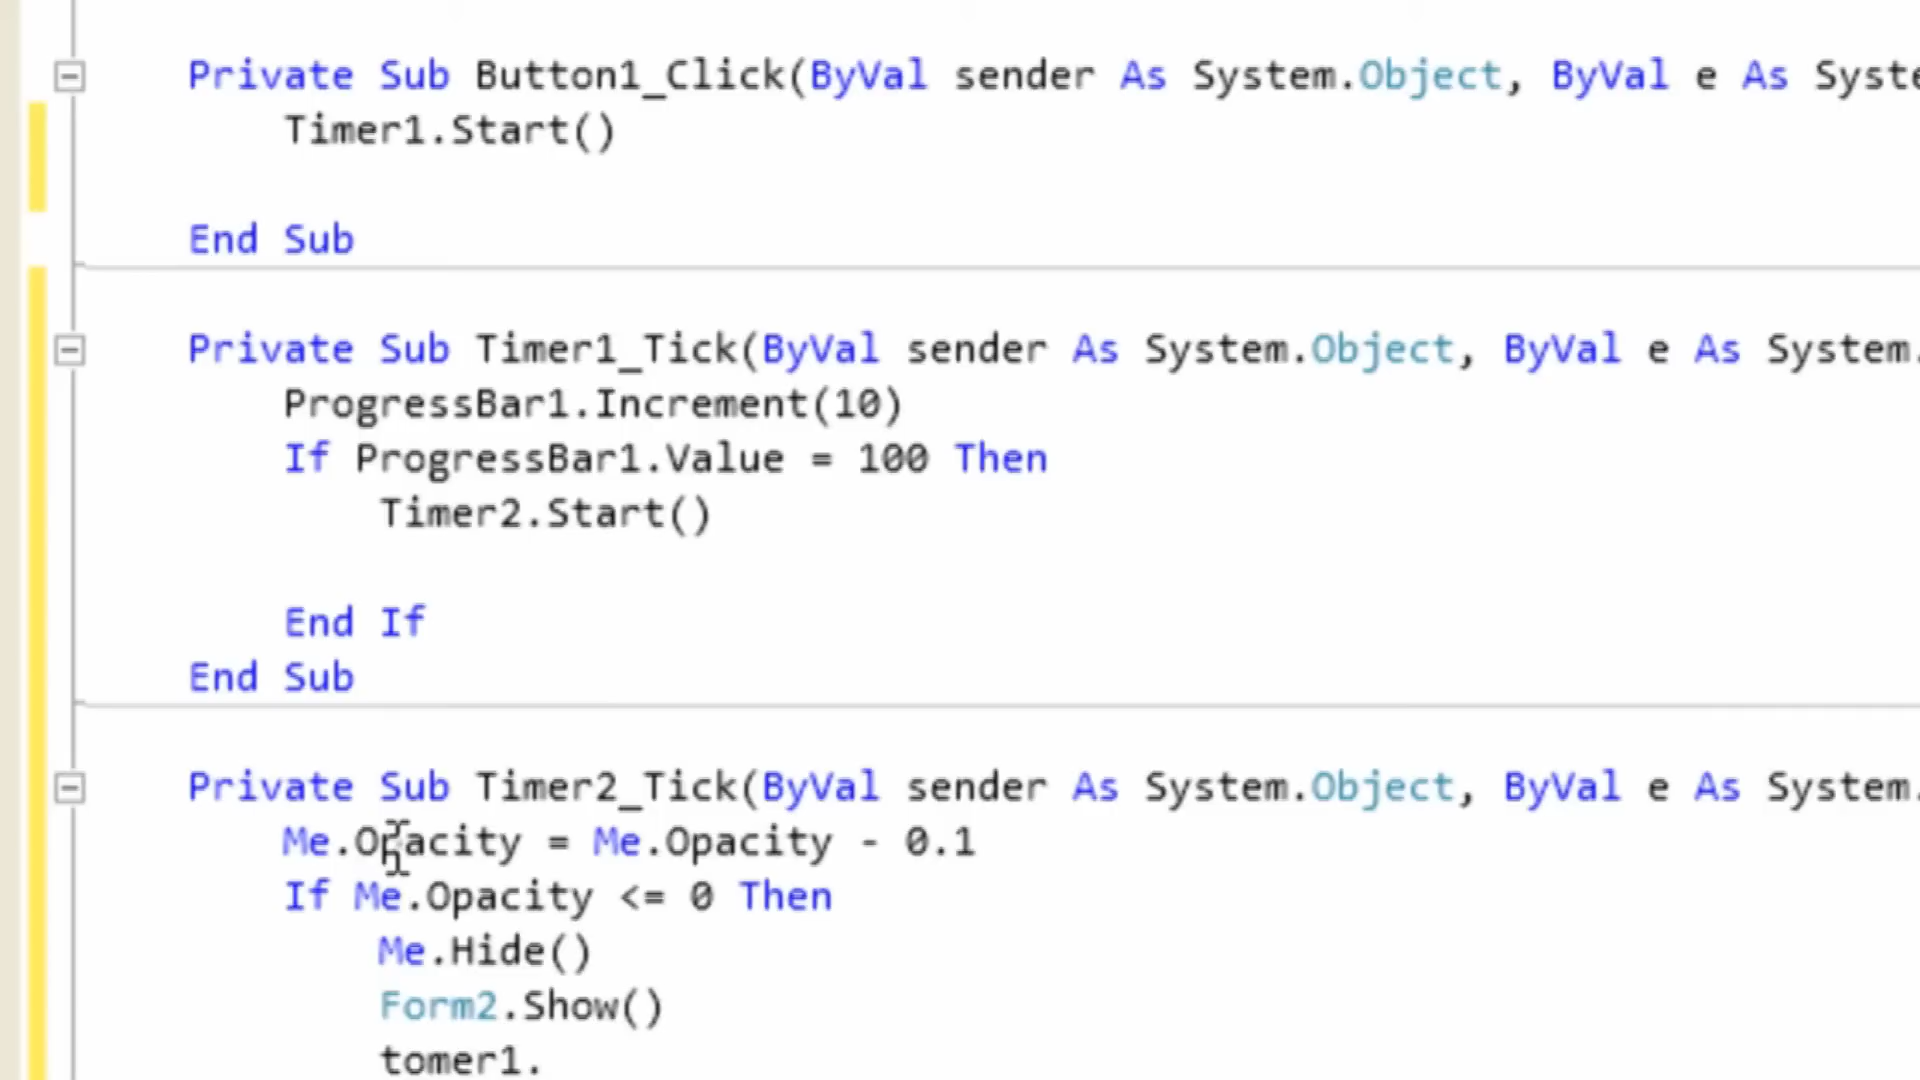 Private Sub Button1_Click(ByVal sender As System.Object, ByVal e As Syste
Timer1.Start()
End Sub
Private Sub Timer1_Tick(ByVal sender As System.Object, ByVal e As System.
ProgressBar1.Increment(10)
If ProgressBar1.Value = 100 Then
Timer2.Start()
End If
End Sub
Private Sub Timer2_Tick(ByVal sender As System.Object, ByVal e As System.
Me.Opacity = Me.Opacity - 0.1
If Me.Opacity <= 0 Then
Me.Hide()
Form2.Show()
tomer1.